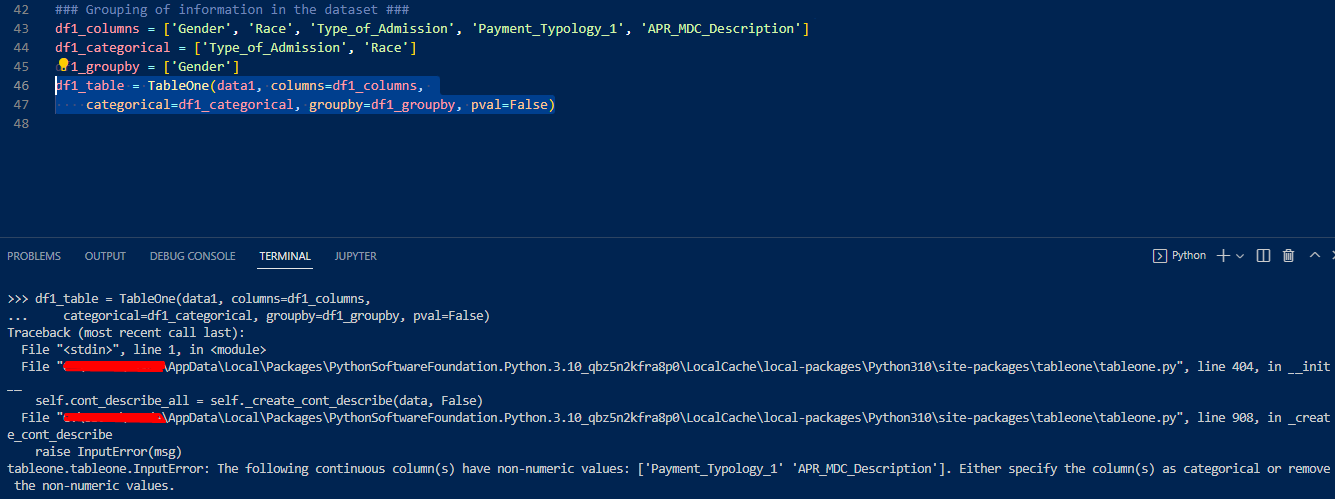 42 ### Grouping of information in the dataset ###
43 df1_columns = ['Gender', 'Race', 'Type_of_Admission', 'Payment_Typology_1', 'APR_MDC_Description']
44 df1_categorical = ['Type_of_Admission', 'Race']
45 1_groupby = ['Gender']
46 df1_table = TableOne(data1, columns=df1_columns,
47     categorical=df1_categorical, groupby=df1_groupby, pval=False)
48
PROBLEMS OUTPUT DEBUG CONSOLE TERMINAL JUPYTER Python
>>> df1_table = TableOne(data1, columns=df1_columns,
...     categorical=df1_categorical, groupby=df1_groupby, pval=False)
Traceback (most recent call last):
  File "<stdin>", line 1, in <module>
  File "\AppData\Local\Packages\PythonSoftwareFoundation.Python.3.10_qbz5n2kfra8p0\LocalCache\local-packages\Python310\site-packages\tableone\tableone.py", line 404, in __init
__
    self.cont_describe_all = self._create_cont_describe(data, False)
  File "\AppData\Local\Packages\PythonSoftwareFoundation.Python.3.10_qbz5n2kfra8p0\LocalCache\local-packages\Python310\site-packages\tableone\tableone.py", line 908, in _creat
e_cont_describe
    raise InputError(msg)
tableone.tableone.InputError: The following continuous column(s) have non-numeric values: ['Payment_Typology_1' 'APR_MDC_Description']. Either specify the column(s) as categorical or remove
 the non-numeric values.